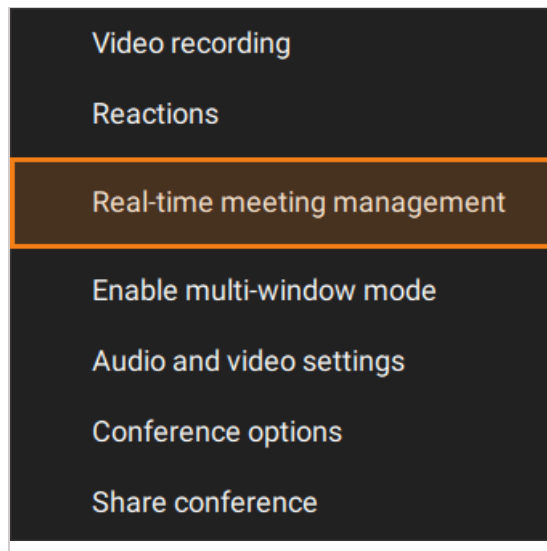 Video recording
Reactions
Real-time meeting management
Enable multi-window mode
Audio and video settings
Conference options
Share conference